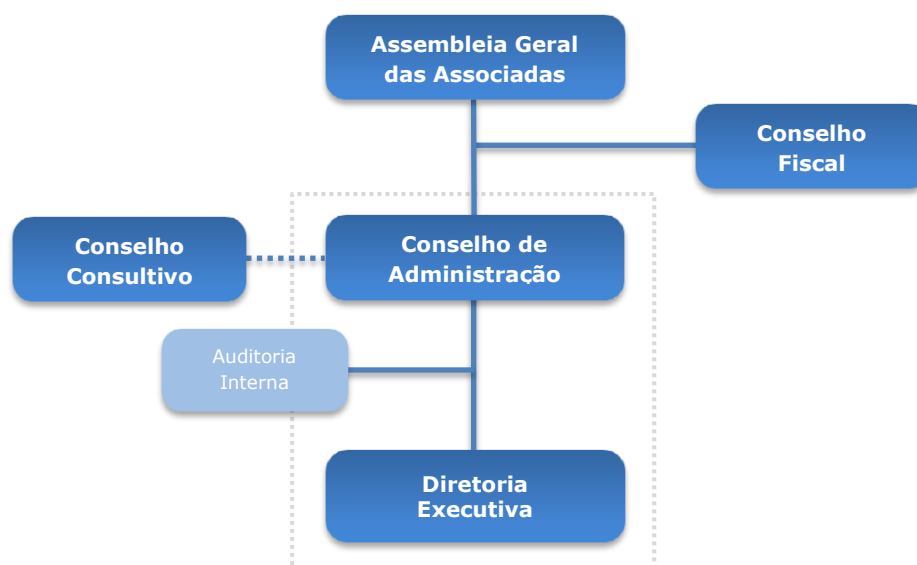 Assembleia Geral
das Associadas
Conselho
Fiscal
Conselho
Consultivo
Conselho de
Administração
Auditoria
Interna
Diretoria
Executiva